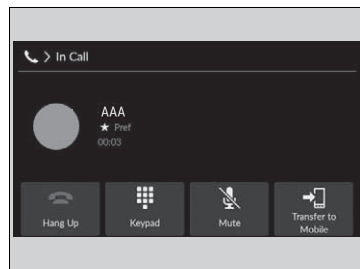 > In Call
AAA
★ Pref
00:03
Hang Up
Keypad
Mute
Transfer to
Mobile